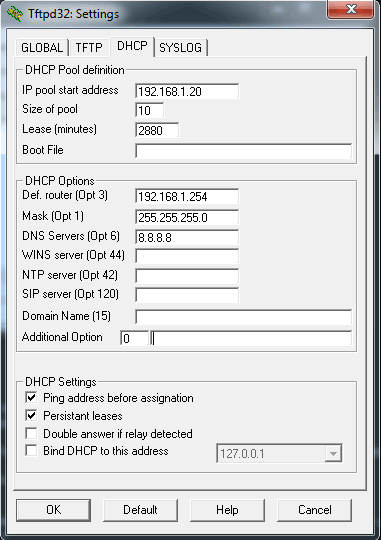 Tftpd32: Settings
GLOBAL TFTP DHCP SYSLOG
DHCP Pool definition
IP pool start address 192.168.1.20
Size of pool 10
Lease (minutes) 2880
Boot File
DHCP Options
Def. router (Opt 3) 192.168.1.254
Mask (Opt 1) 255.255.255.0
DNS Servers (Opt 6) 8.8.8.8
WINS server (Opt 44)
NTP server (Opt 42)
SIP server (Opt 120)
Domain Name (15)
Additional Option 0
DHCP Settings
Ping address before assignation
Persistant leases
Double answer if relay detected
Bind DHCP to this address 127.0.0.1
OK Default Help Cancel